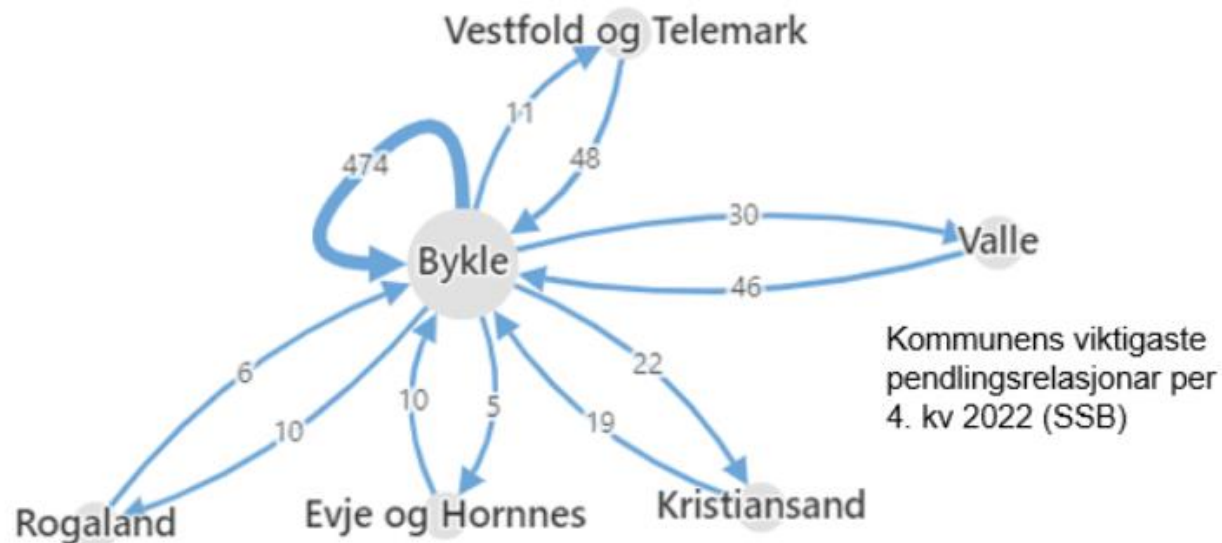 Vestfold og Telemark
11
474
48
30
Valle
Bykle
46
Kommunens viktigaste
pendlingsrelasjonar per
4. kv 2022 (SSB)
22
6
10
5
19
10
Kristiansand
Evje og Hornnes
Rogaland